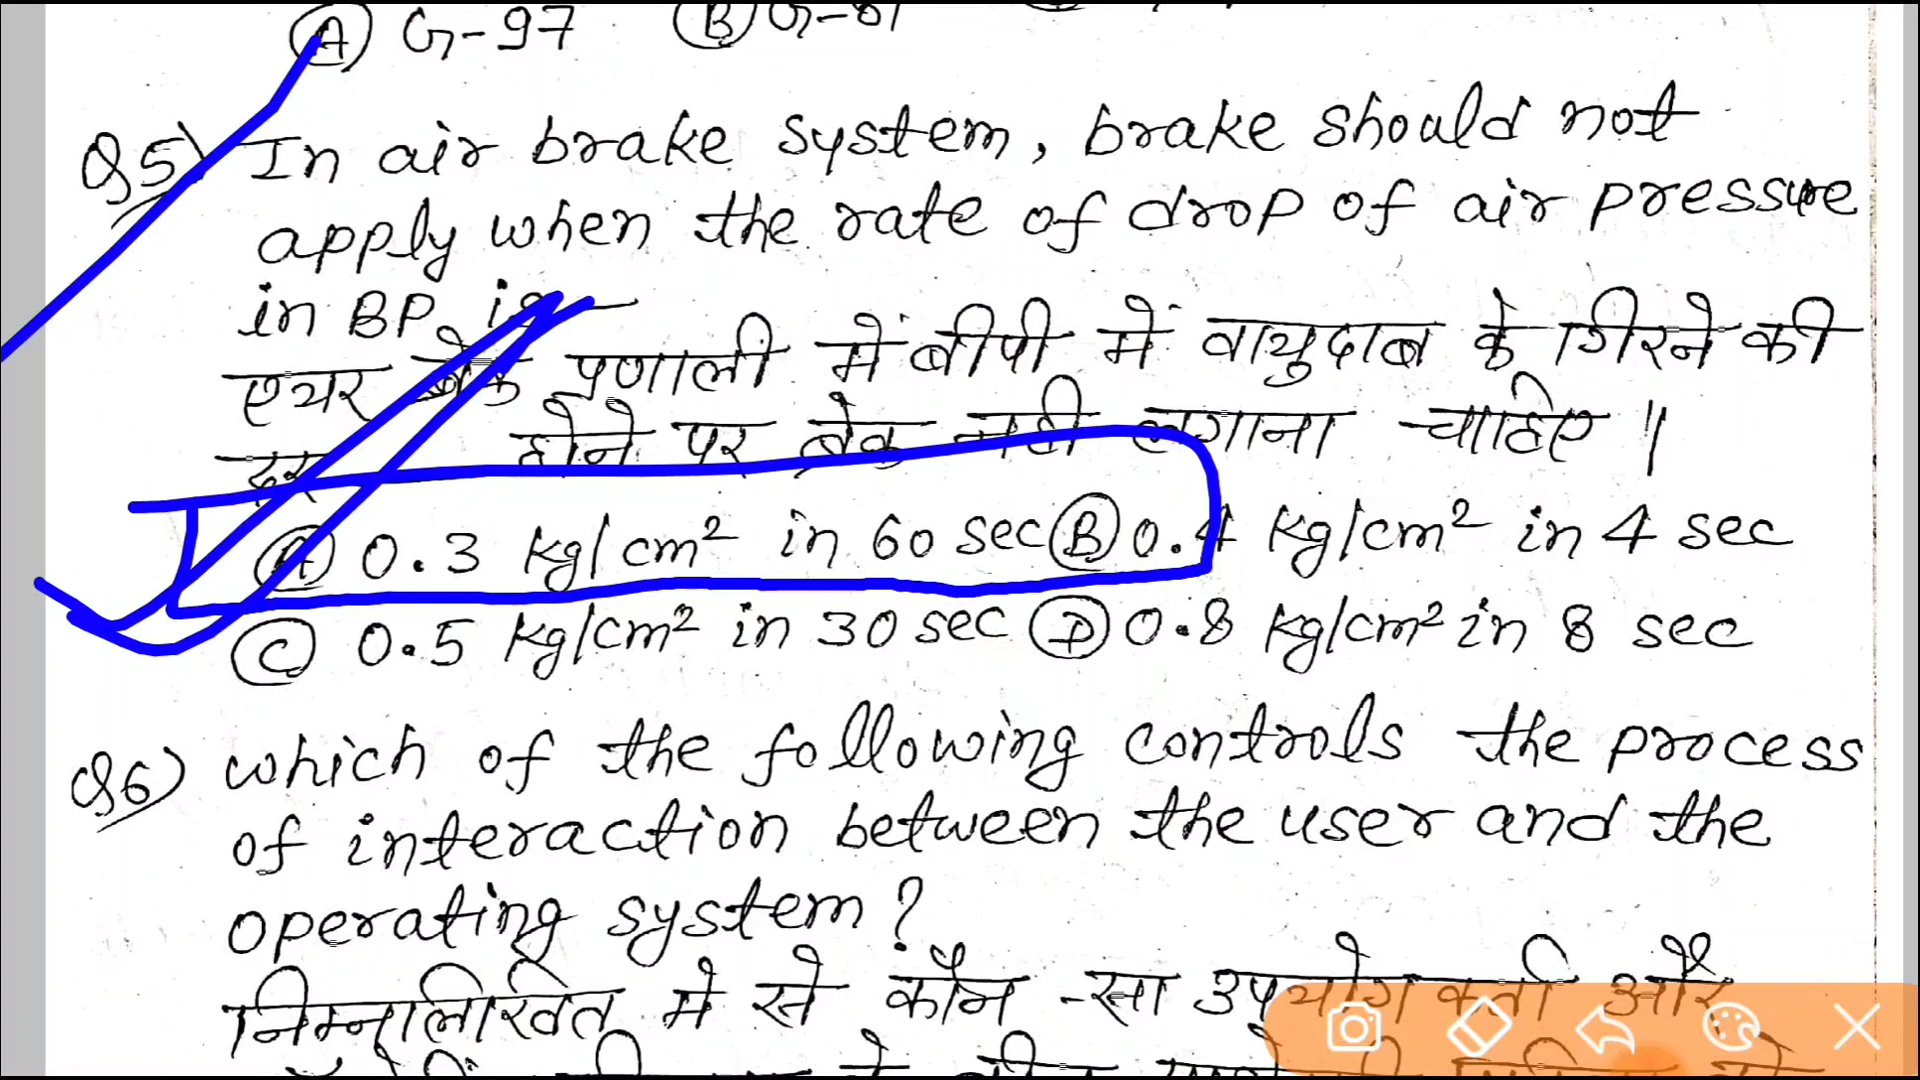 (A) G-97 (B) G-81
Q5) In air brake system, brake should not
apply when the rate of drop of air pressure
in BP is
एयर ब्रेक प्रणाली में बीपी में वायुदाब के गिरने की
दर होने पर ब्रेक नही लगाना चाहिए ||
(A) 0.3 kg/cm² in 60 sec (B) 0.4 kg/cm² in 4 sec
(C) 0.5 kg/cm² in 30 sec (D) 0.8 kg/cm² in 8 sec
Q6) which of the following controls the process
of interaction between the user and the
operating system?
निम्नलिखित मे से कौन -सा उपयोग कर्ता और